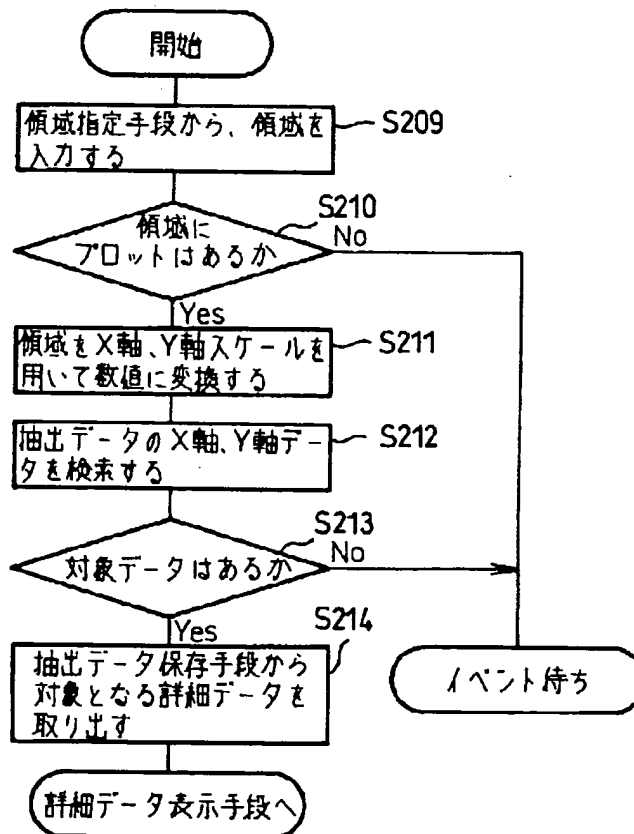 開始
領域指定手段から、領域を
入力する
S209
S210
領域に
プロットはあるか
No
Yes
領域をX軸、Y軸スケールを
用いて数値に変換する
S211
抽出データのX軸、Y軸デー
タを検索する
S212
S213
対象データはあるか
No
Yes
S214
抽出データ保存手段から
対象となる詳細データを
取り出す
イベント待ち
詳細データ表示手段へ